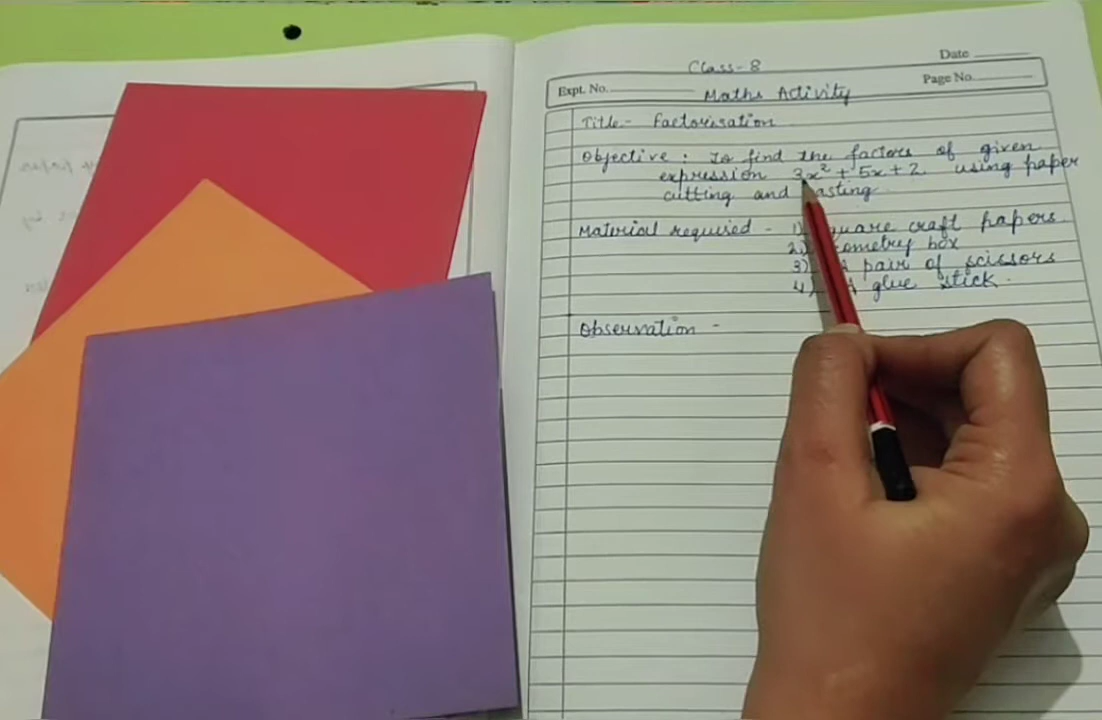 Class-8
Date
Expt. No.
Maths Activity
Page No.
Title:- Factorisation
Objective : To find the factors of given
expression 3x² + 5x + 2 using paper
cutting and pasting
Material required - 1) Square craft papers
2) Geometry box
3) A pair of scissors
4) A glue stick.
Observation -